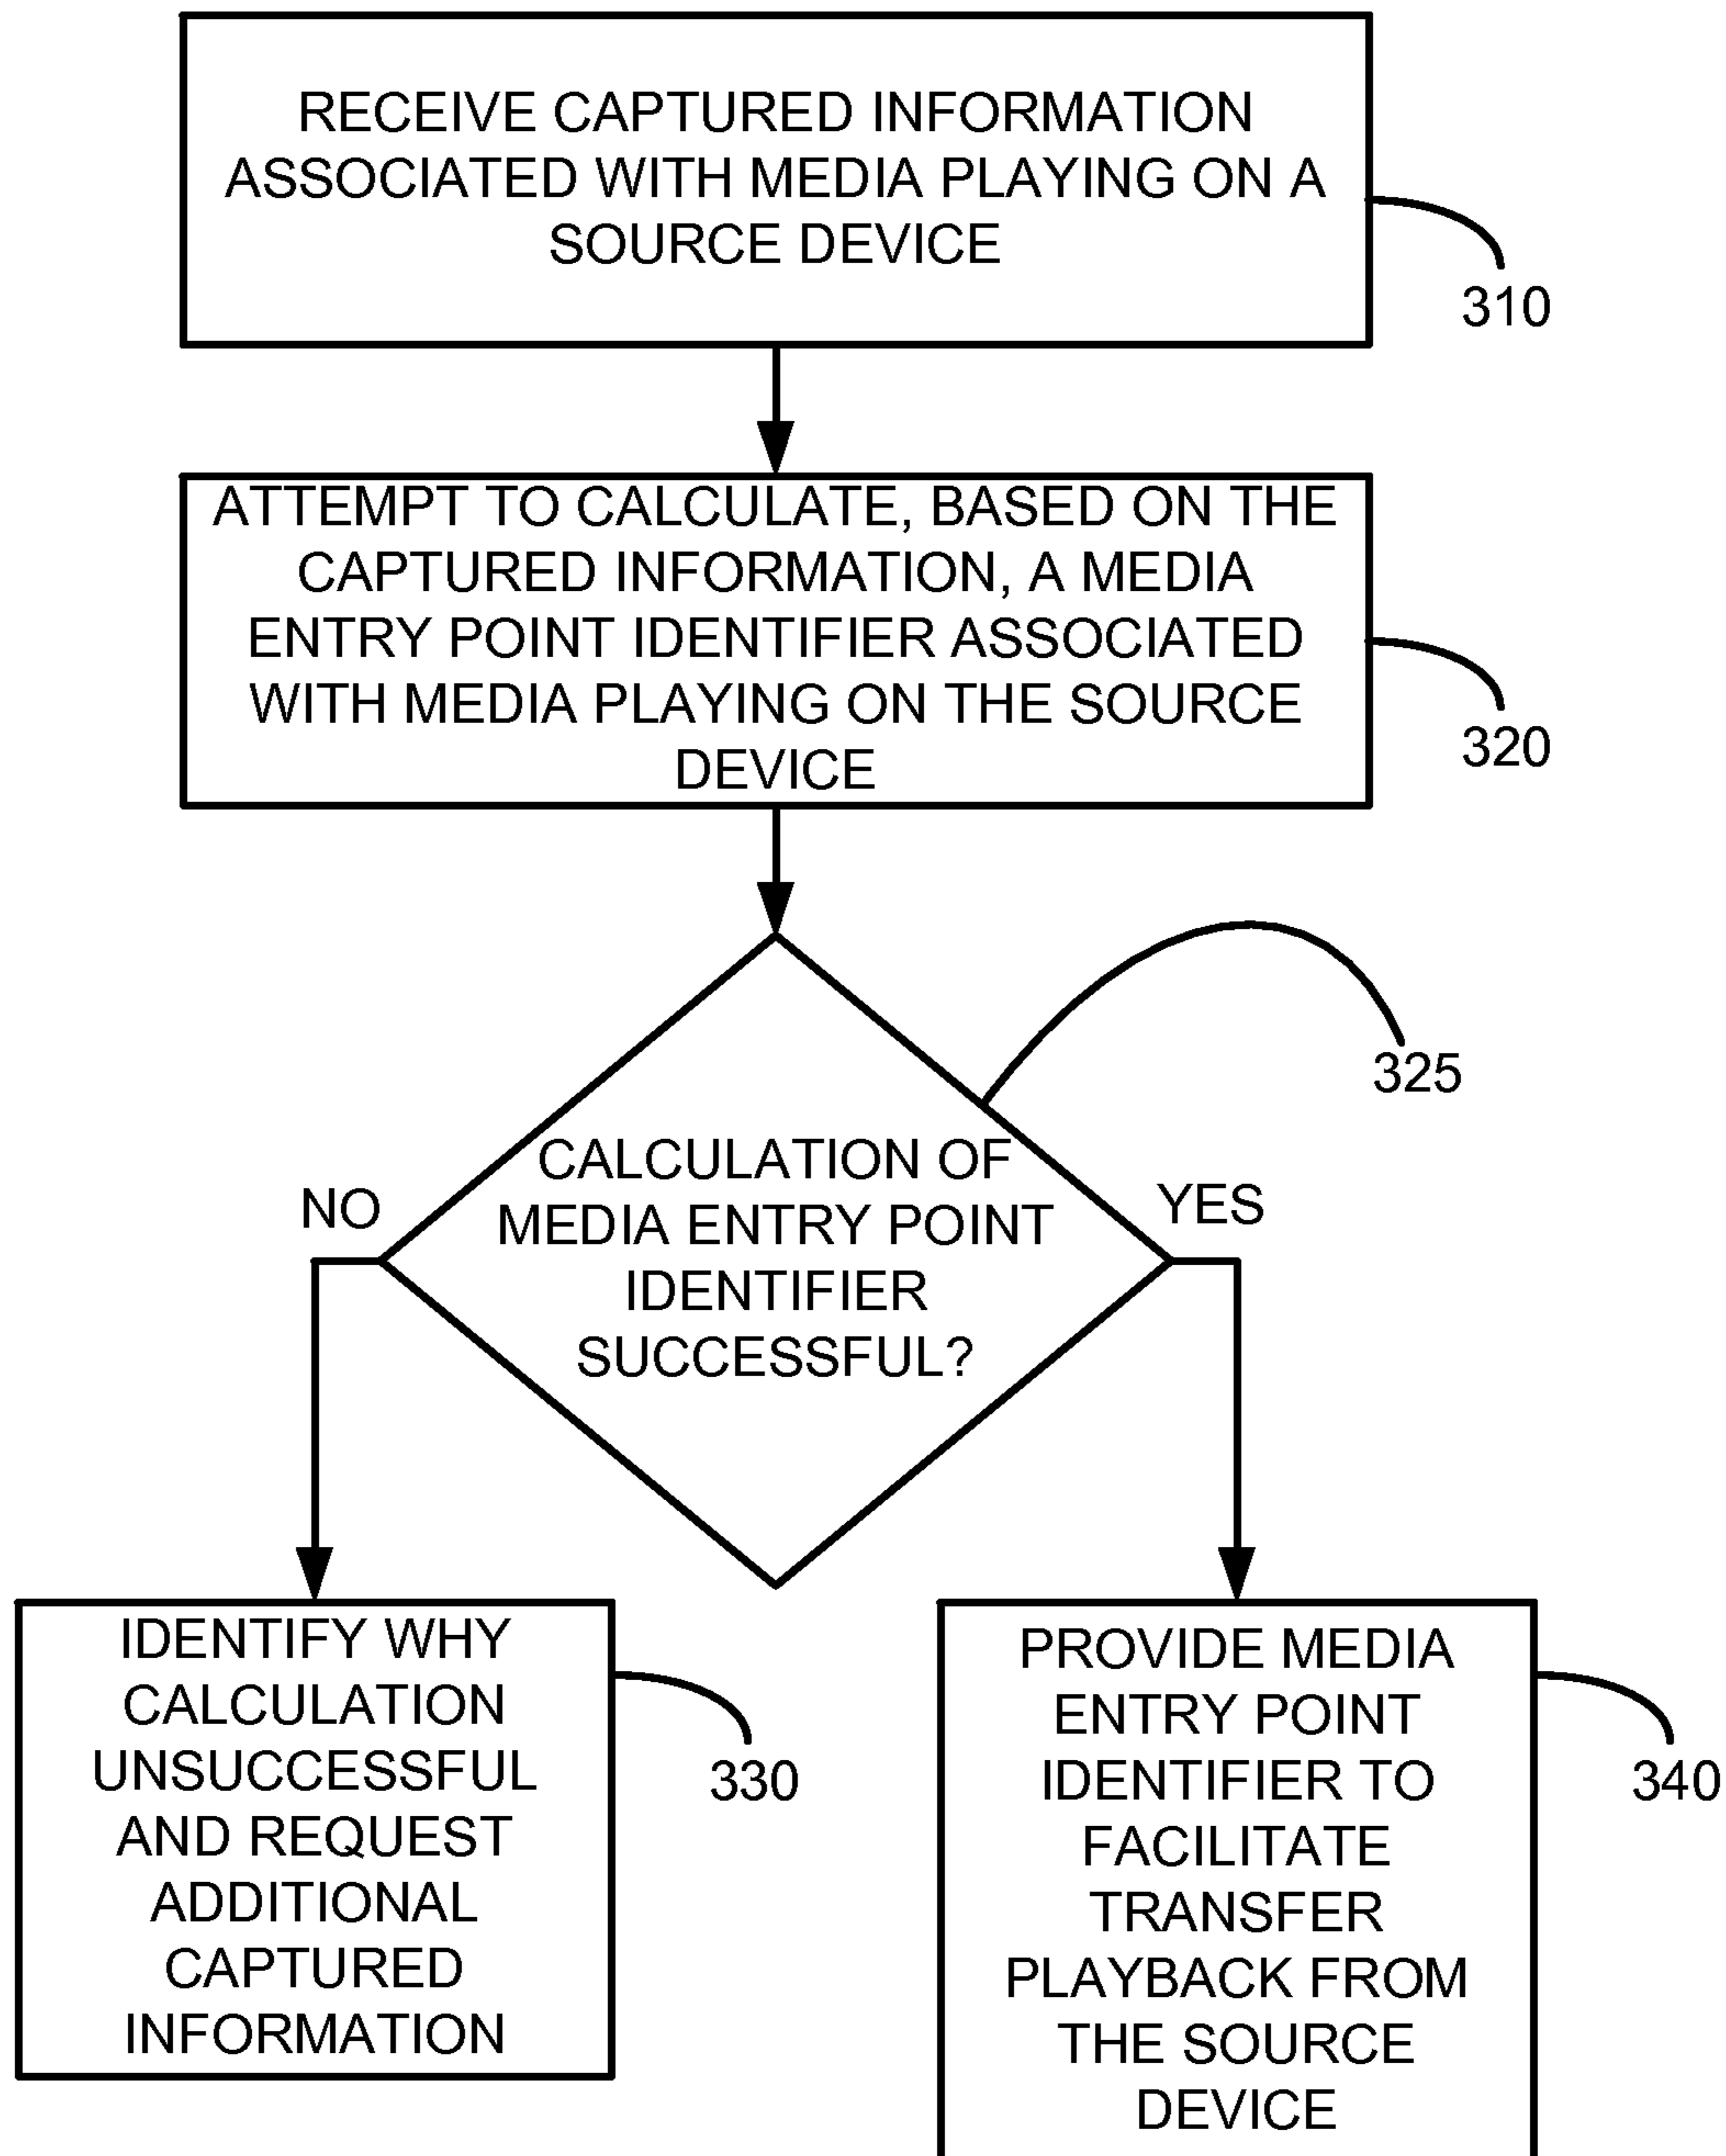 RECEIVE CAPTURED INFORMATION
ASSOCIATED WITH MEDIA PLAYING ON A
SOURCE DEVICE
310
ATTEMPT TO CALCULATE, BASED ON THE
CAPTURED INFORMATION, A MEDIA
ENTRY POINT IDENTIFIER ASSOCIATED
WITH MEDIA PLAYING ON THE SOURCE
DEVICE
320
325
CALCULATION OF
MEDIA ENTRY POINT
IDENTIFIER
SUCCESSFUL?
NO
YES
IDENTIFY WHY
CALCULATION
UNSUCCESSFUL
AND REQUEST
ADDITIONAL
CAPTURED
INFORMATION
330
PROVIDE MEDIA
ENTRY POINT
IDENTIFIER TO
FACILITATE
TRANSFER
PLAYBACK FROM
THE SOURCE
DEVICE
340